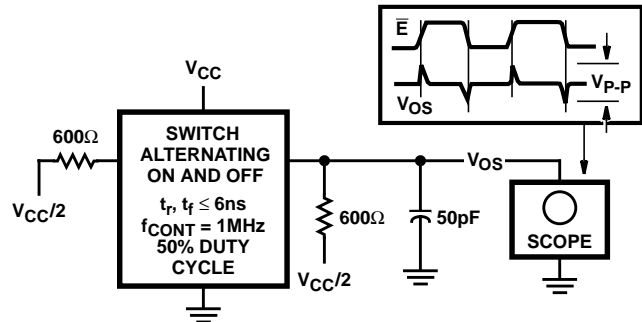 E
V_OS
V_P-P
V_CC
600Ω
V_CC/2
SWITCH
ALTERNATING
ON AND OFF
t_r, t_f ≤ 6ns
f_CONT = 1MHz
50% DUTY
CYCLE
600Ω
V_CC/2
50pF
V_OS
SCOPE